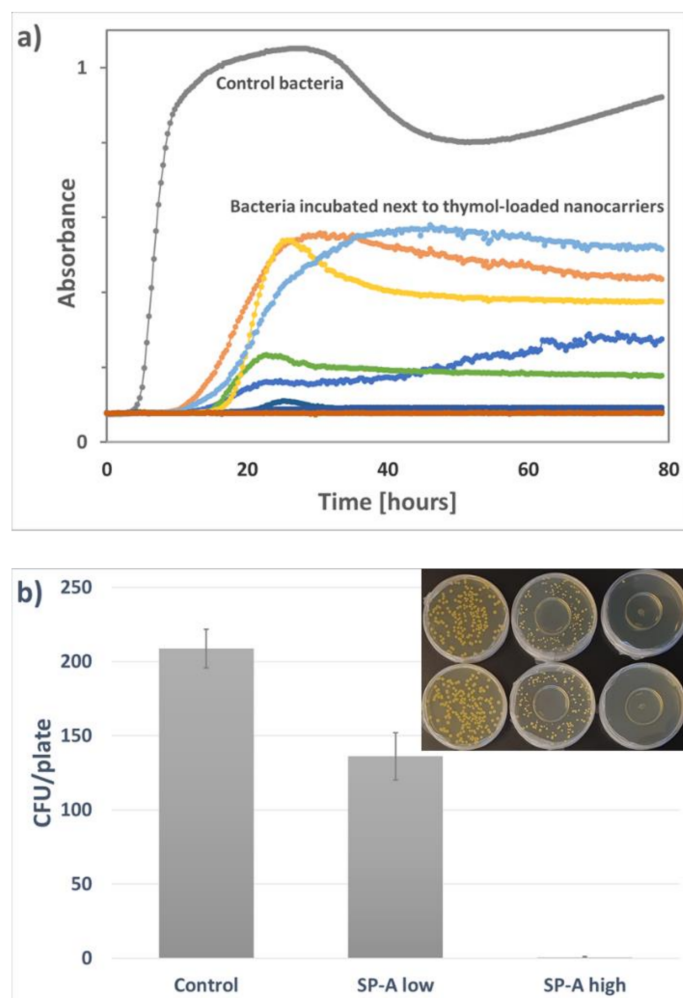 a)
1
Control bacteria
Bacteria incubated next to thymol-loaded nanocarriers
Absorbance
0
0
20
40
60
80
Time [hours]
b)
250
200
150
100
50
0
CFU/plate
Control
SP-A low
SP-A high